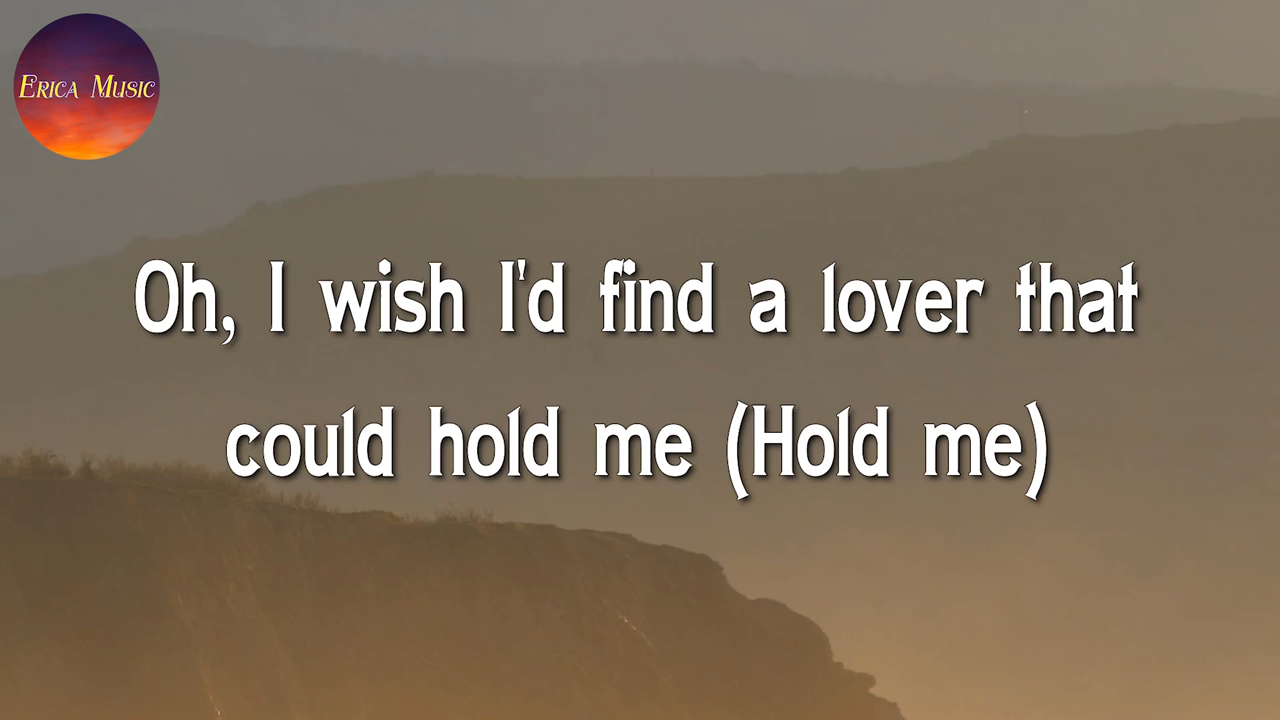 Erica Music
Oh, I wish I'd find a lover that
could hold me (Hold me)